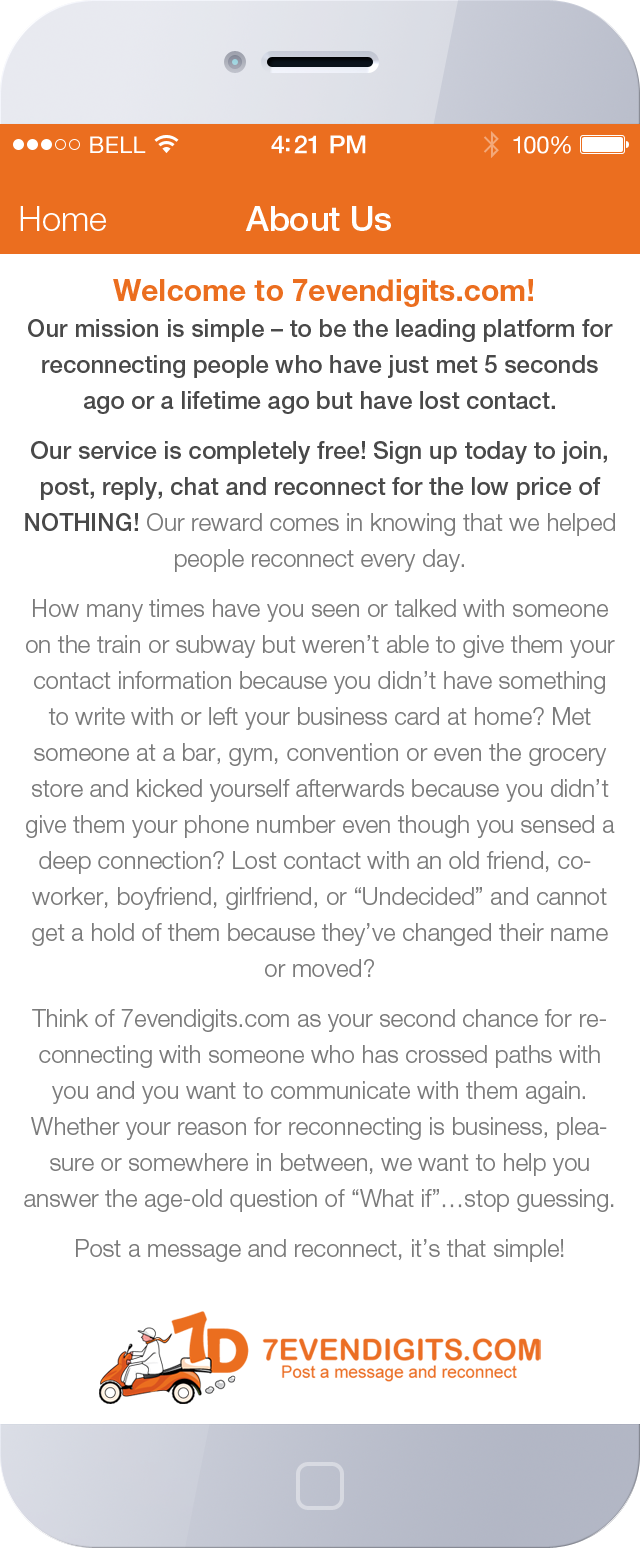 BELL 4:21 PM 100%
Home About Us
Welcome to 7evendigits.com!
Our mission is simple – to be the leading platform for
reconnecting people who have just met 5 seconds
ago or a lifetime ago but have lost contact.
Our service is completely free! Sign up today to join,
post, reply, chat and reconnect for the low price of
NOTHING! Our reward comes in knowing that we helped
people reconnect every day.
How many times have you seen or talked with someone
on the train or subway but weren’t able to give them your
contact information because you didn’t have something
to write with or left your business card at home? Met
someone at a bar, gym, convention or even the grocery
store and kicked yourself afterwards because you didn’t
give them your phone number even though you sensed a
deep connection? Lost contact with an old friend, co-
worker, boyfriend, girlfriend, or “Undecided” and cannot
get a hold of them because they’ve changed their name
or moved?
Think of 7evendigits.com as your second chance for re-
connecting with someone who has crossed paths with
you and you want to communicate with them again.
Whether your reason for reconnecting is business, plea-
sure or somewhere in between, we want to help you
answer the age-old question of “What if”…stop guessing.
Post a message and reconnect, it’s that simple!
7D
7EVENDIGITS.COM
Post a message and reconnect